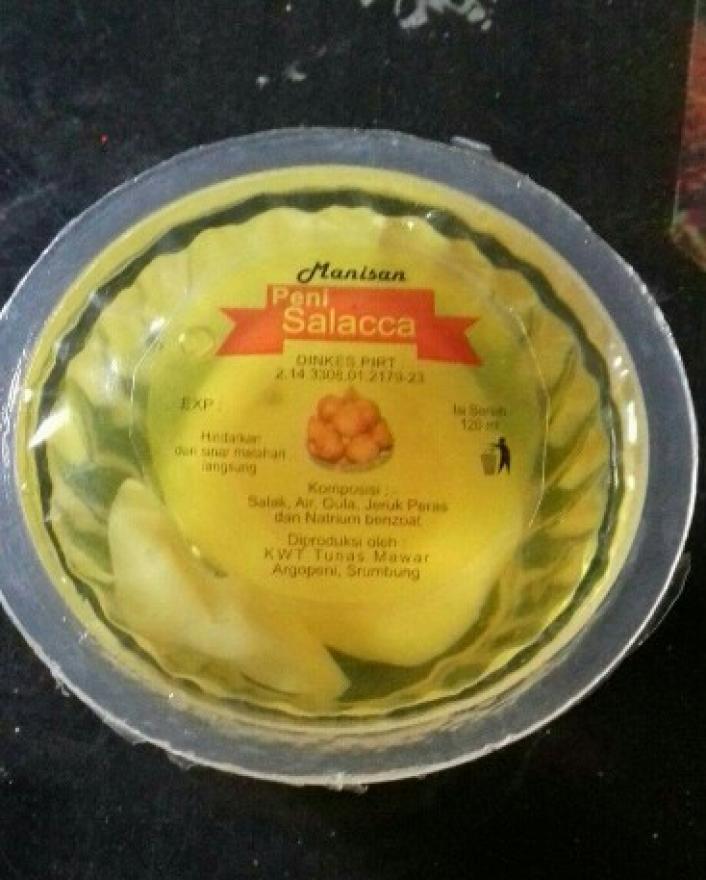 Manisan
Peni
Salacca
DINKES PIRT
2.14.3308.01.2179-23
EXP :
Isi Bersih
120 ml
Hindarkan
dari sinar matahari
langsung
Komposisi : 
Salak, Air, Gula, Jeruk Peras
dan Natrium benzoat
Diproduksi oleh :
KWT Tunas Mawar
Argopeni, Srumbung